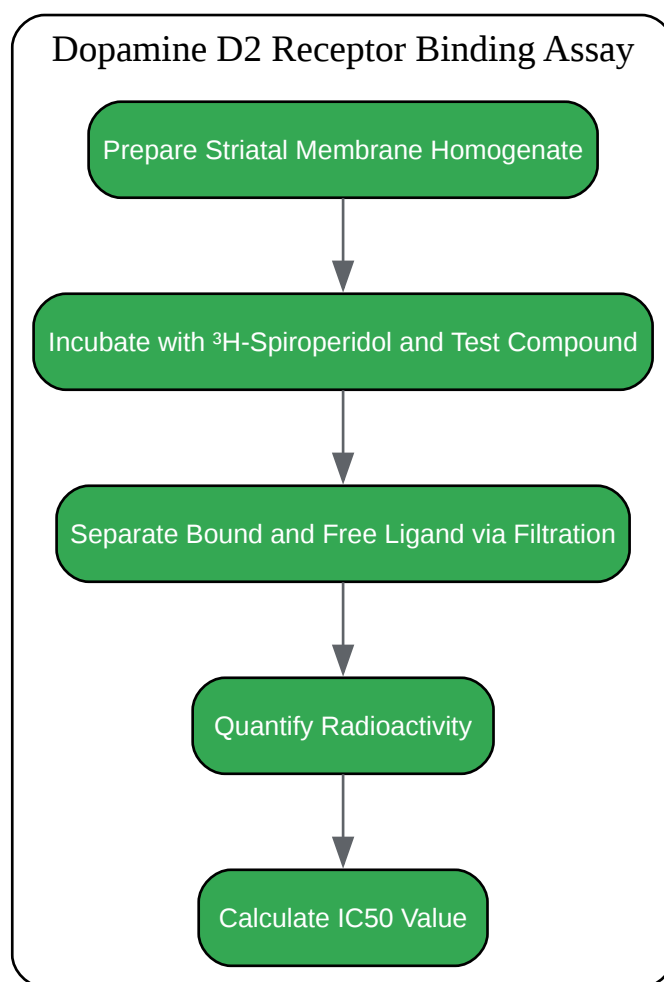 Dopamine D2 Receptor Binding Assay
Prepare Striatal Membrane Homogenate
Incubate with ³H-Spiroperidol and Test Compound
Separate Bound and Free Ligand via Filtration
Quantify Radioactivity
Calculate IC50 Value